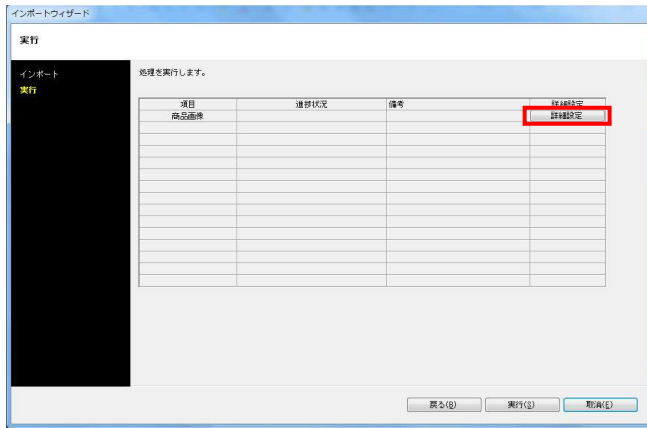 インポートウィザード
実行
インポート
実行
処理を実行します。
項目 進捗状況 備考 詳細設定
商品画像 詳細設定
戻る(B) 実行(S) 取消(E)